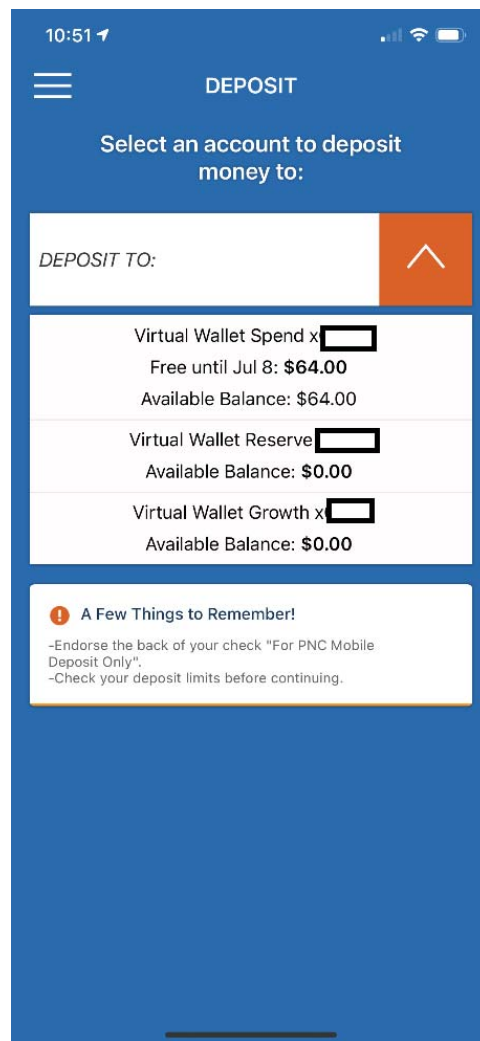 10:51
DEPOSIT
Select an account to deposit
money to:
DEPOSIT TO:
Virtual Wallet Spend x
Free until Jul 8: $64.00
Available Balance: $64.00
Virtual Wallet Reserve
Available Balance: $0.00
Virtual Wallet Growth x
Available Balance: $0.00
A Few Things to Remember!
-Endorse the back of your check "For PNC Mobile
Deposit Only".
-Check your deposit limits before continuing.